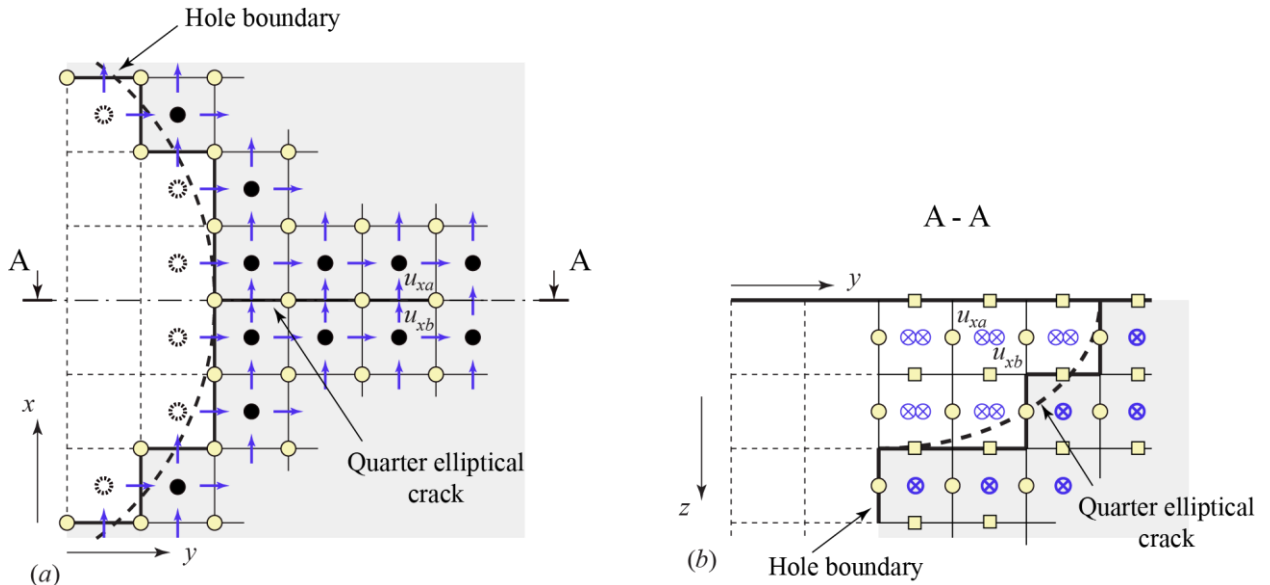 (a)
Hole boundary
A
A
u_xa
u_xb
x
Quarter elliptical
crack
y
(a)
A - A
y
u_xa
u_xb
z
Quarter elliptical
crack
Hole boundary
(b)